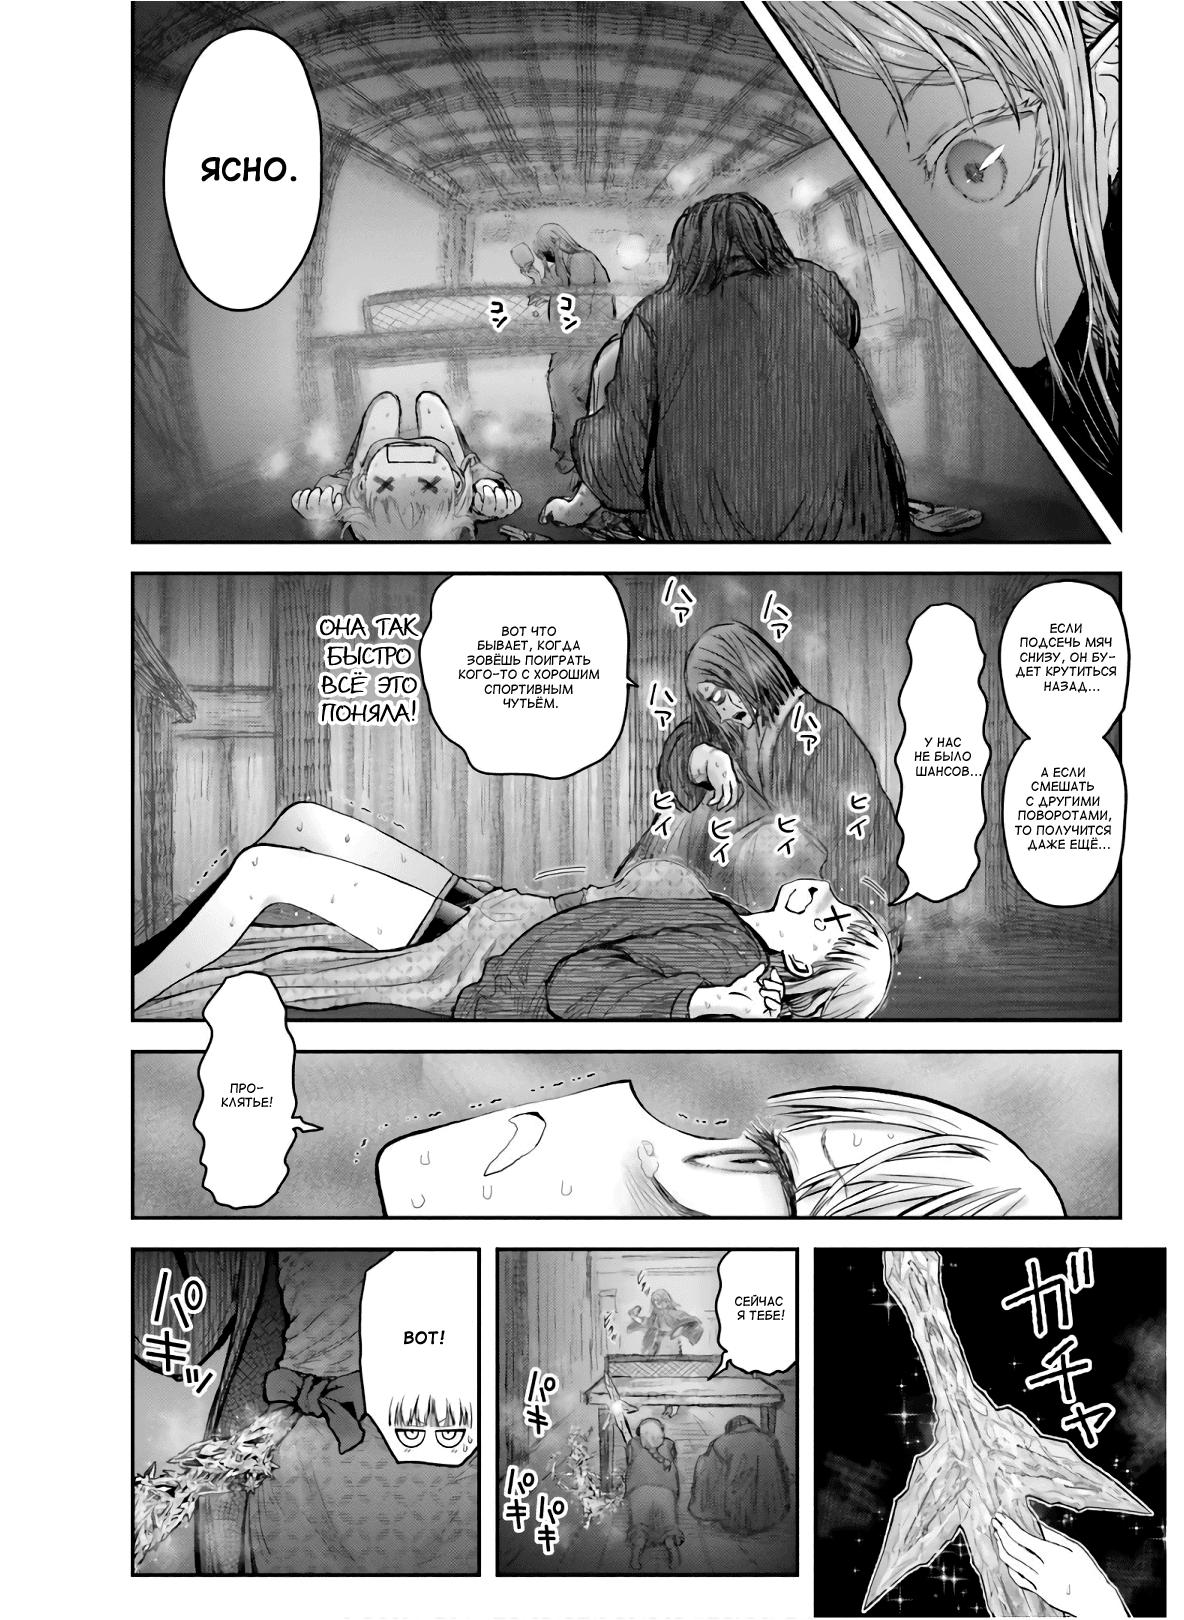 ЯСНО.
コン
コン
ЕСЛИ
ПОДСЕЧЬ МЯЧ
СНИЗУ, ОН БУ-
ДЕТ КРУТИТЬСЯ
НАЗАД...
А ЕСЛИ
СМЕШАТЬ
С ДРУГИМИ
ПОВОРОТАМИ,
ТО ПОЛУЧИТСЯ
ДАЖЕ ЕЩЁ...
У НАС
НЕ БЫЛО
ШАНСОВ...
ハァ
ハァ
ハァ
ハァ
ヒィ
ヒィ
ヒィ
ヒィ
ВОТ ЧТО
БЫВАЕТ, КОГДА
ЗОВЁШЬ ПОИГРАТЬ
КОГО-ТО С ХОРОШИМ
СПОРТИВНЫМ
ЧУТЬЁМ.
ОНА ТАК
БЫСТРО
ВСЁ ЭТО
ПОНЯЛА!
ПРО-
КЛЯТЬЕ!
ガチャ
СЕЙЧАС
Я ТЕБЕ!
パキ
パキ
パキ
ВОТ!
パキッ